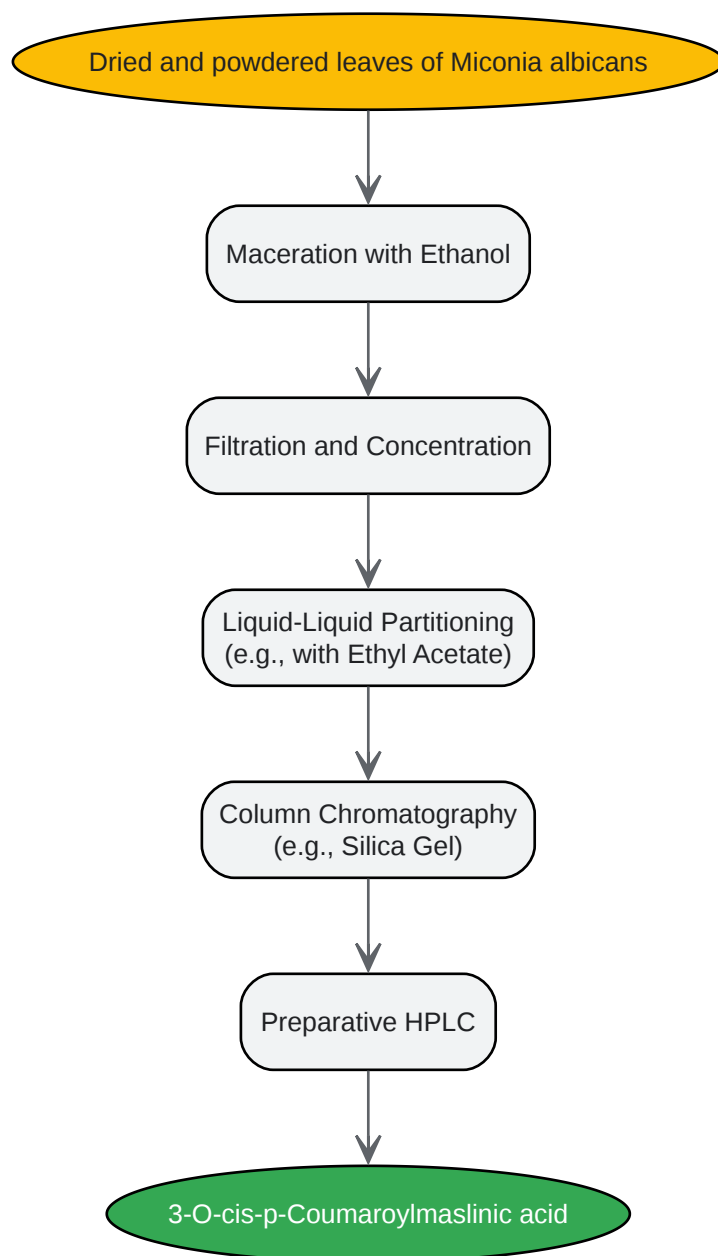 Dried and powdered leaves of Miconia albicans
Maceration with Ethanol
Filtration and Concentration
Liquid-Liquid Partitioning
(e.g., with Ethyl Acetate)
Column Chromatography
(e.g., Silica Gel)
Preparative HPLC
3-O-cis-p-Coumaroylmaslinic acid